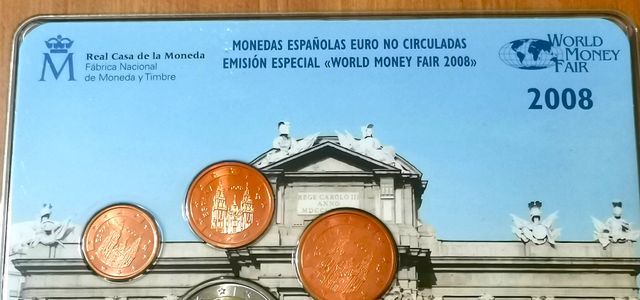 Real Casa de la Moneda
Fábrica Nacional
de Moneda y Timbre
MONEDAS ESPAÑOLAS EURO NO CIRCULADAS
EMISIÓN ESPECIAL «WORLD MONEY FAIR 2008»
WORLD
MONEY
FAIR
2008
REGE CAROLO III
ANNO